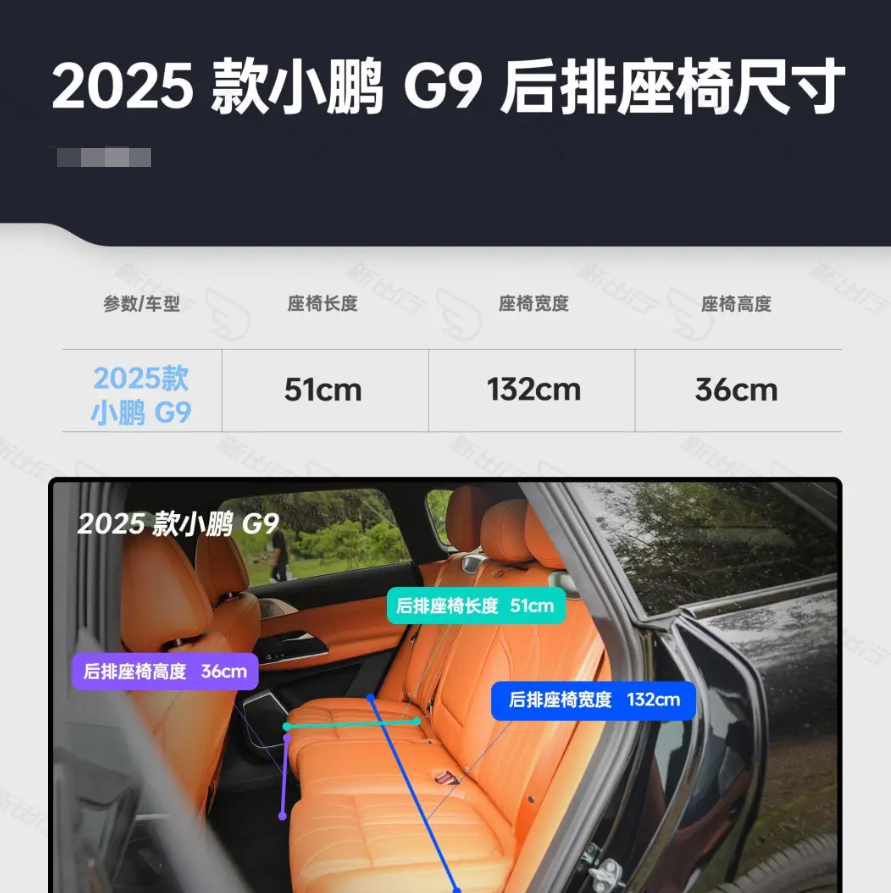 2025 款小鹏 G9 后排座椅尺寸
参数/车型 座椅长度 座椅宽度 座椅高度
2025款
小鹏 G9
51cm 132cm 36cm
2025 款小鹏 G9
后排座椅长度 51cm
后排座椅高度 36cm
后排座椅宽度 132cm
新出行